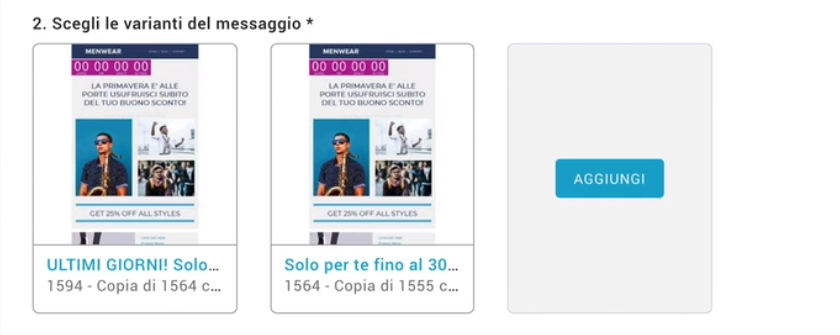 2. Scegli le varianti del messaggio *
MENWEAR
00 00 00 00
LA PRIMAVERA E' ALLE
PORTE USUFRUISCI SUBITO
DEL TUO BUONO SCONTO!
GET 25% OFF ALL STYLES
ULTIMI GIORNI! Solo...
1594 - Copia di 1564 c...
MENWEAR
00 00 00 00
LA PRIMAVERA E' ALLE
PORTE USUFRUISCI SUBITO
DEL TUO BUONO SCONTO!
GET 25% OFF ALL STYLES
Solo per te fino al 30...
1564 - Copia di 1555 c...
AGGIUNGI